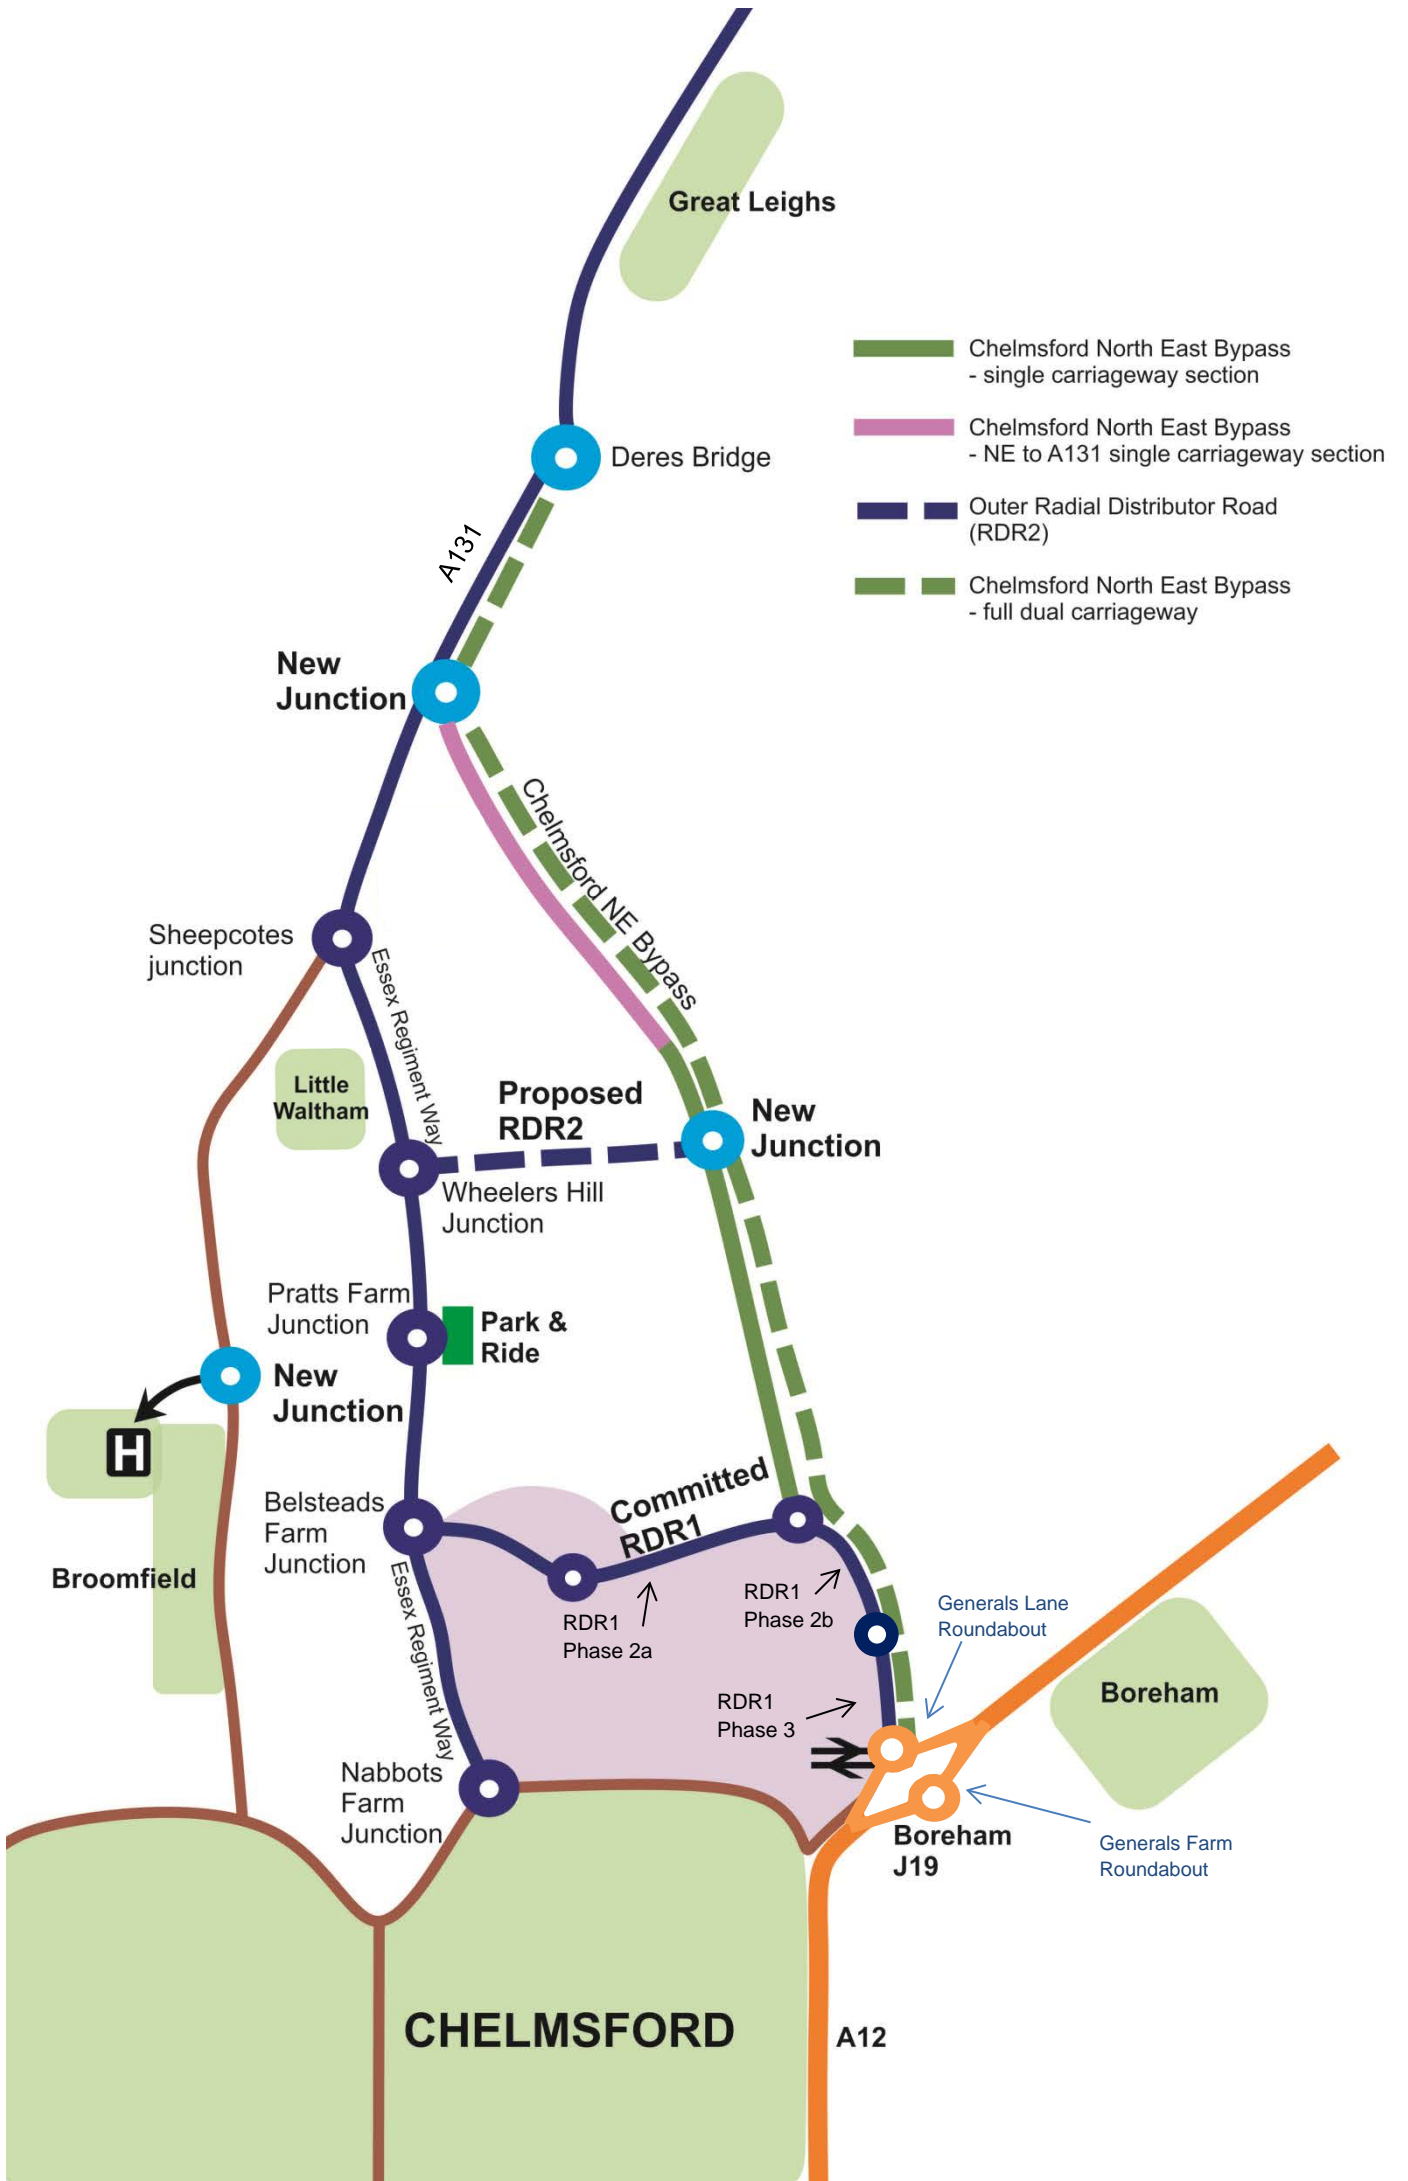 Great Leighs
Chelmsford North East Bypass
- single carriageway section
Chelmsford North East Bypass
- NE to A131 single carriageway section
Outer Radial Distributor Road
(RDR2)
Chelmsford North East Bypass
- full dual carriageway
Deres Bridge
A131
New
Junction
Chelmsford NE Bypass
Sheepcotes
junction
Essex Regiment Way
Little
Waltham
Proposed
RDR2
New
Junction
Wheelers Hill
Junction
Pratts Farm
Junction
Park &
Ride
New
Junction
H
Broomfield
Belsteads
Farm
Junction
Committed
RDR1
RDR1
Phase 2a
RDR1
Phase 2b
Essex Regiment Way
Generals Lane
Roundabout
RDR1
Phase 3
Boreham
Nabbots
Farm
Junction
Boreham
J19
Generals Farm
Roundabout
CHELMSFORD
A12